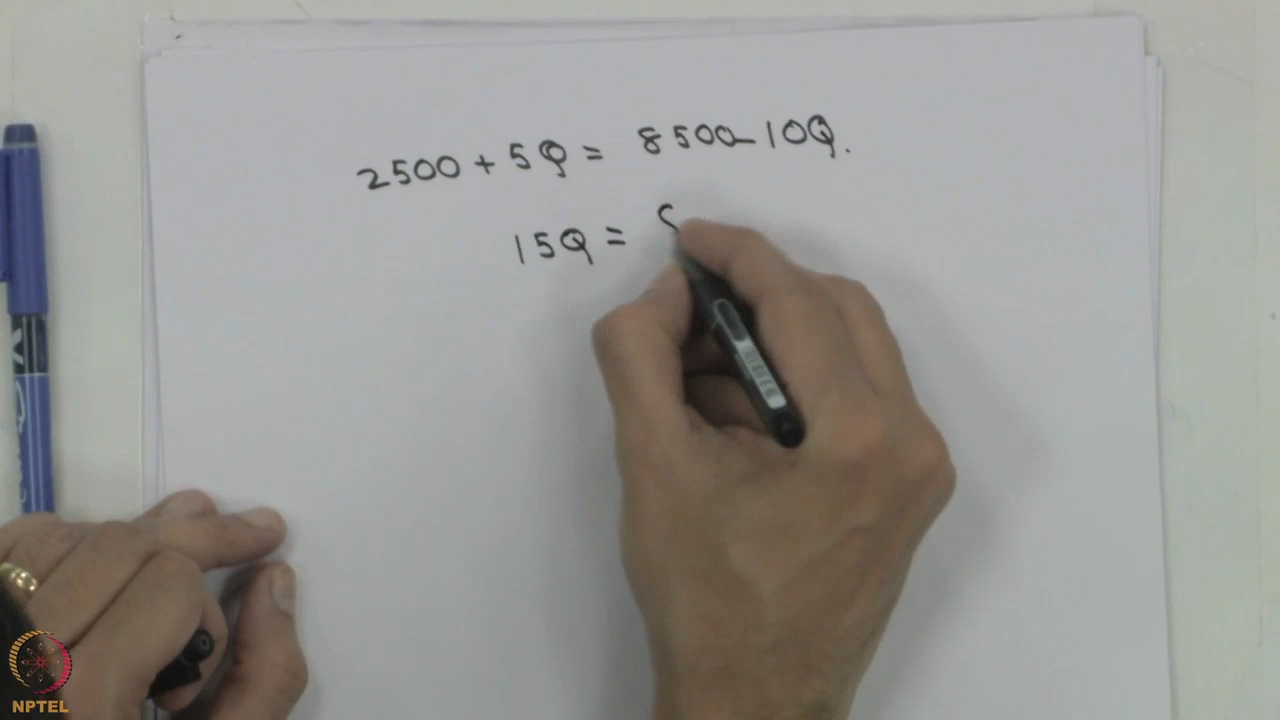 2500 + 5Q = 8500 - 10Q.
15Q =
NPTEL